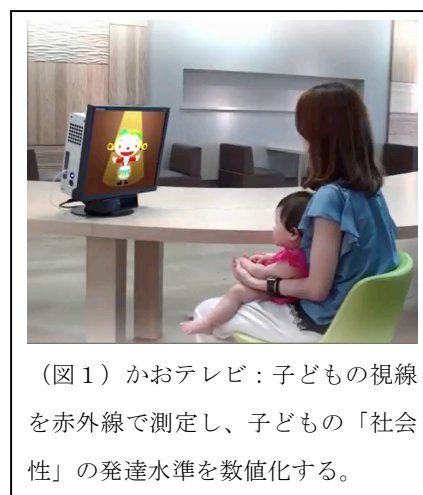 （図１）かおテレビ：子どもの視線
を赤外線で測定し、子どもの「社会
性」の発達水準を数値化する。